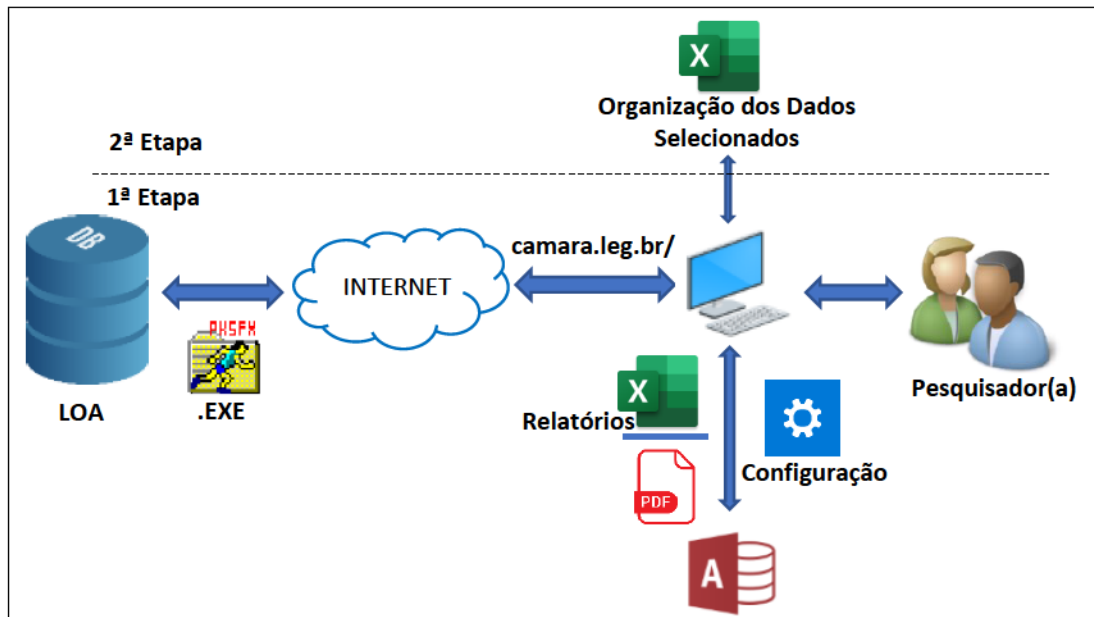 X
Organização dos Dados
Selecionados
2ª Etapa
1ª Etapa
DB
camara.leg.br/
INTERNET
PKSFX
.EXE
LOA
Pesquisador(a)
X
Relatórios
Configuração
PDF
A